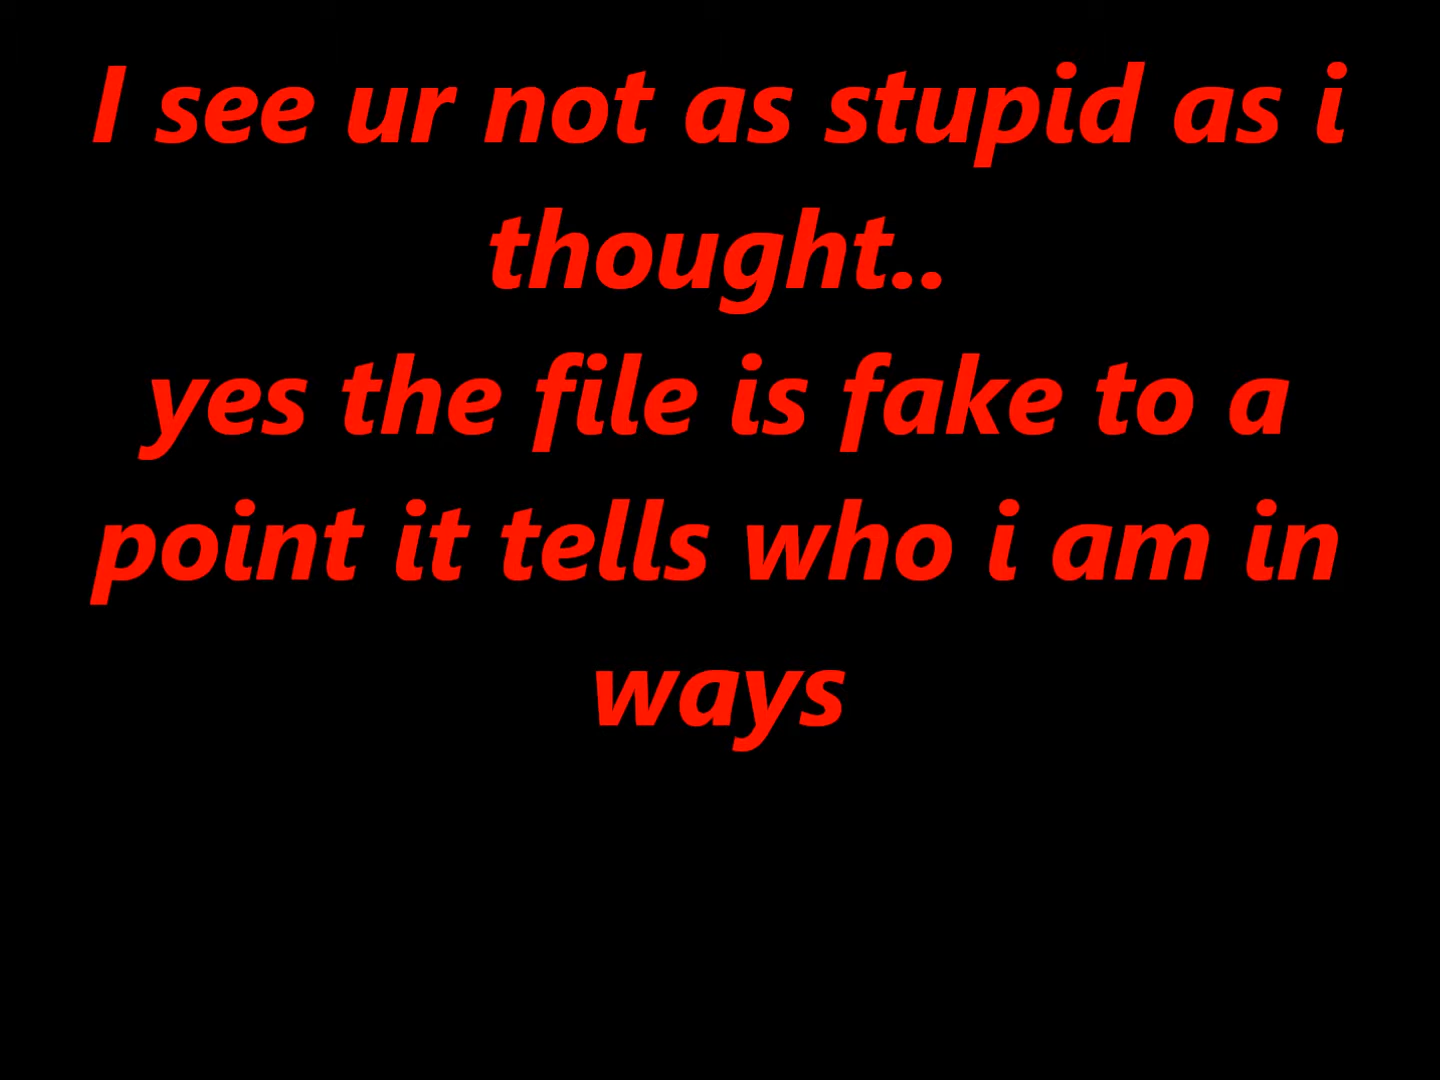 I see ur not as stupid as i
thought..
yes the file is fake to a
point it tells who i am in
ways